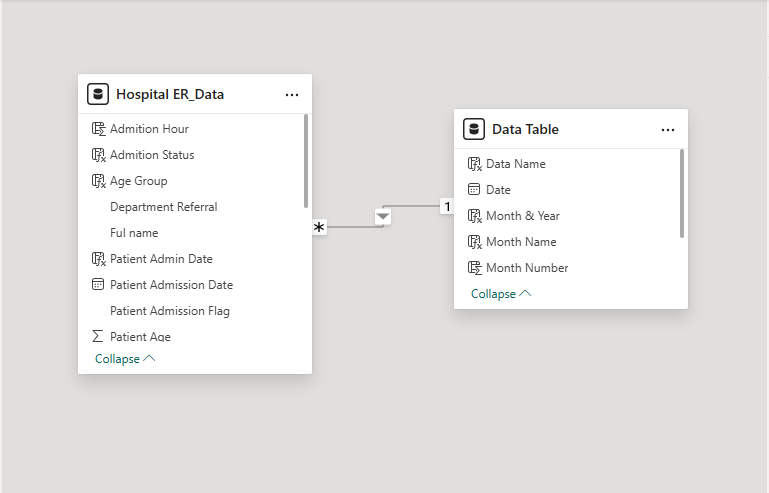 Hospital ER_Data
...
Admition Hour
Admition Status
Age Group
Department Referral
Ful name
Patient Admin Date
Patient Admission Date
Patient Admission Flag
Patient Age
Collapse
*
1
Data Table
...
Data Name
Date
Month & Year
Month Name
Month Number
Collapse